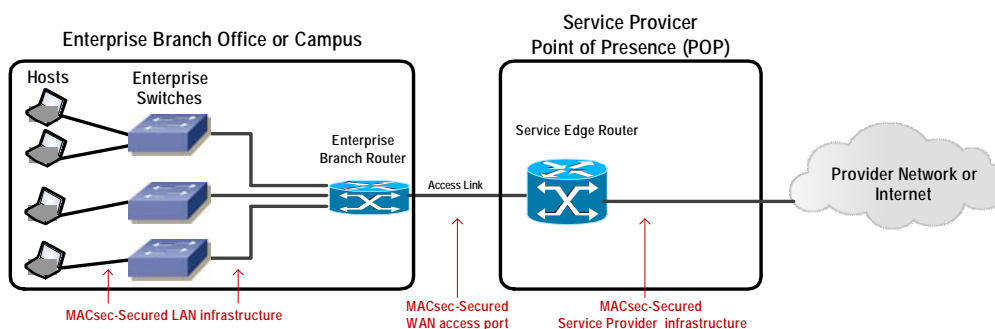 Enterprise Branch Office or Campus
Service Provicer
Point of Presence (POP)
Hosts
Enterprise
Switches
Enterprise
Branch Router
Service Edge Router
Access Link
Provider Network or
Internet
MACsec-Secured LAN infrastructure
MACsec-Secured
WAN access port
MACsec-Secured
Service Provider infrastructure